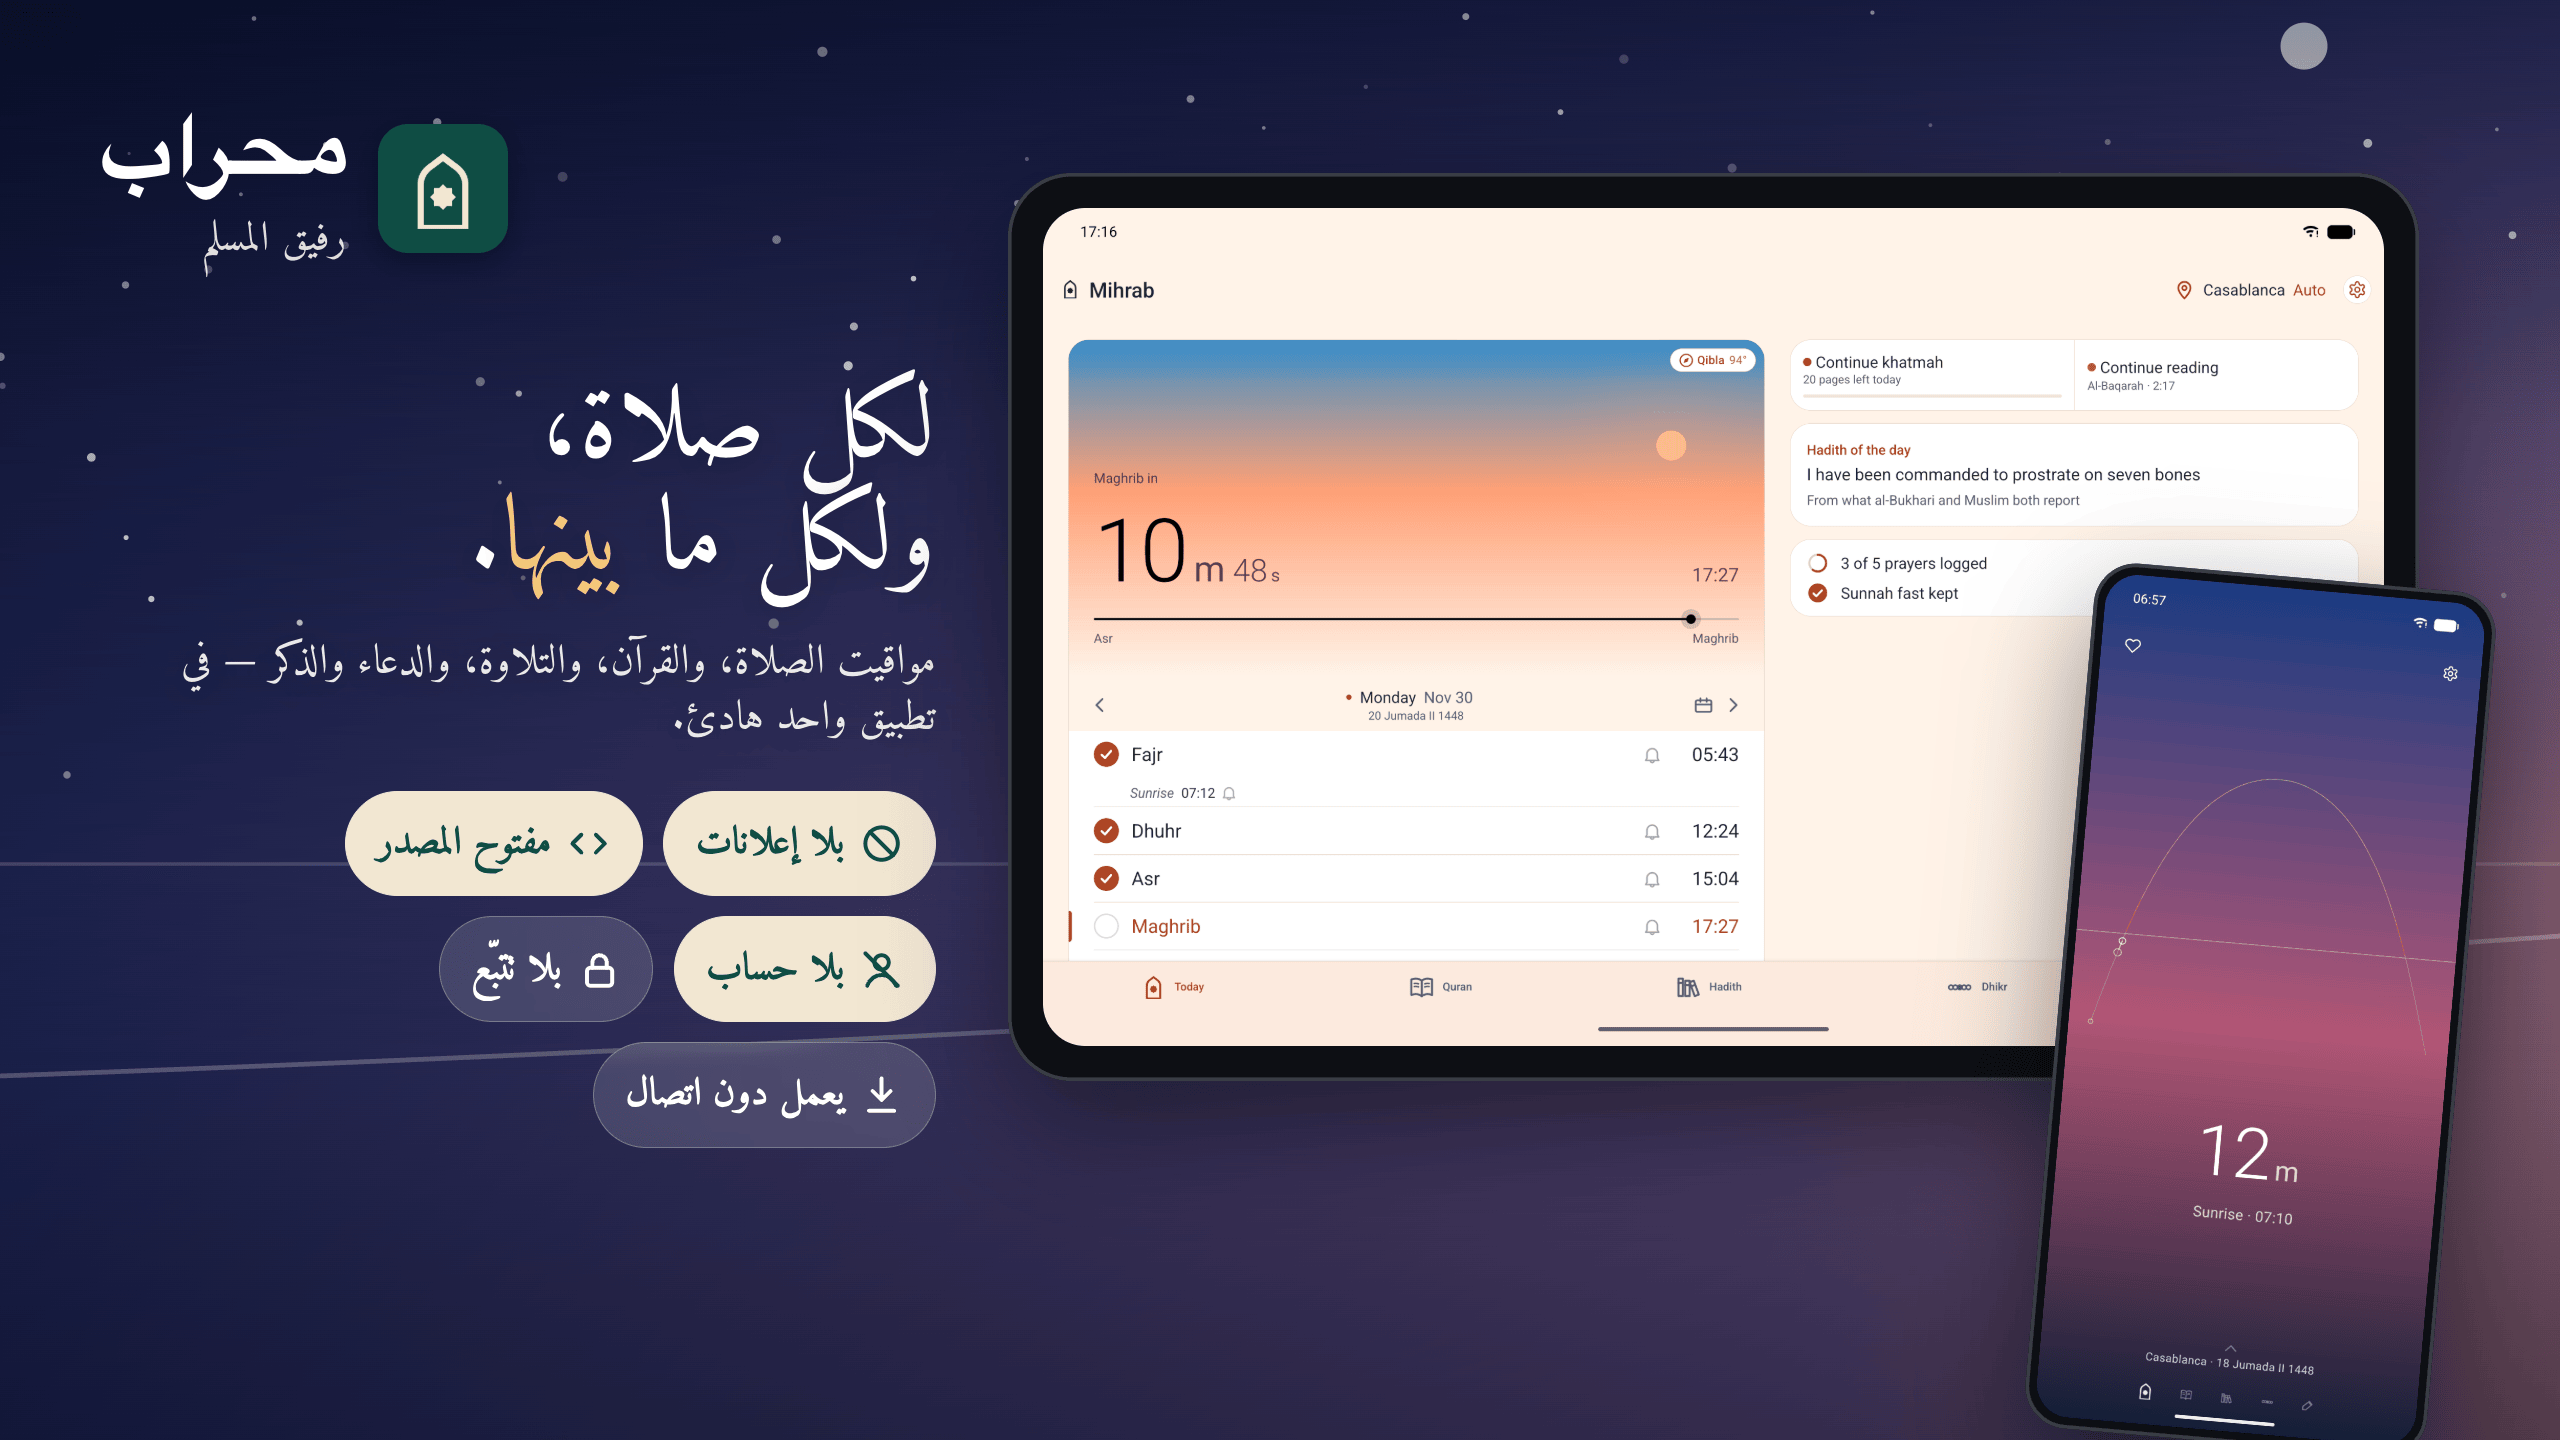 محراب
رفيق المسلم
لكل صلاة،
ولكل ما بينها.
مواقيت الصلاة، والقرآن، والتلاوة، والدعاء والذكر — في
تطبيق واحد هادئ.
بلا إعلانات
مفتوح المصدر
بلا حساب
بلا تتبّع
يعمل دون اتصال
17:16
Mihrab
Casablanca Auto
Qibla 94°
Maghrib in
10 m 48 s
17:27
Asr
Maghrib
Monday Nov 30
20 Jumada II 1448
Fajr 05:43
Sunrise 07:12
Dhuhr 12:24
Asr 15:04
Maghrib 17:27
Continue khatmah
20 pages left today
Continue reading
Al-Baqarah · 2:17
Hadith of the day
I have been commanded to prostrate on seven bones
From what al-Bukhari and Muslim both report
3 of 5 prayers logged
Sunnah fast kept
Today
Quran
Hadith
Dhikr
06:57
12 m
Sunrise · 07:10
Casablanca · 18 Jumada II 1448